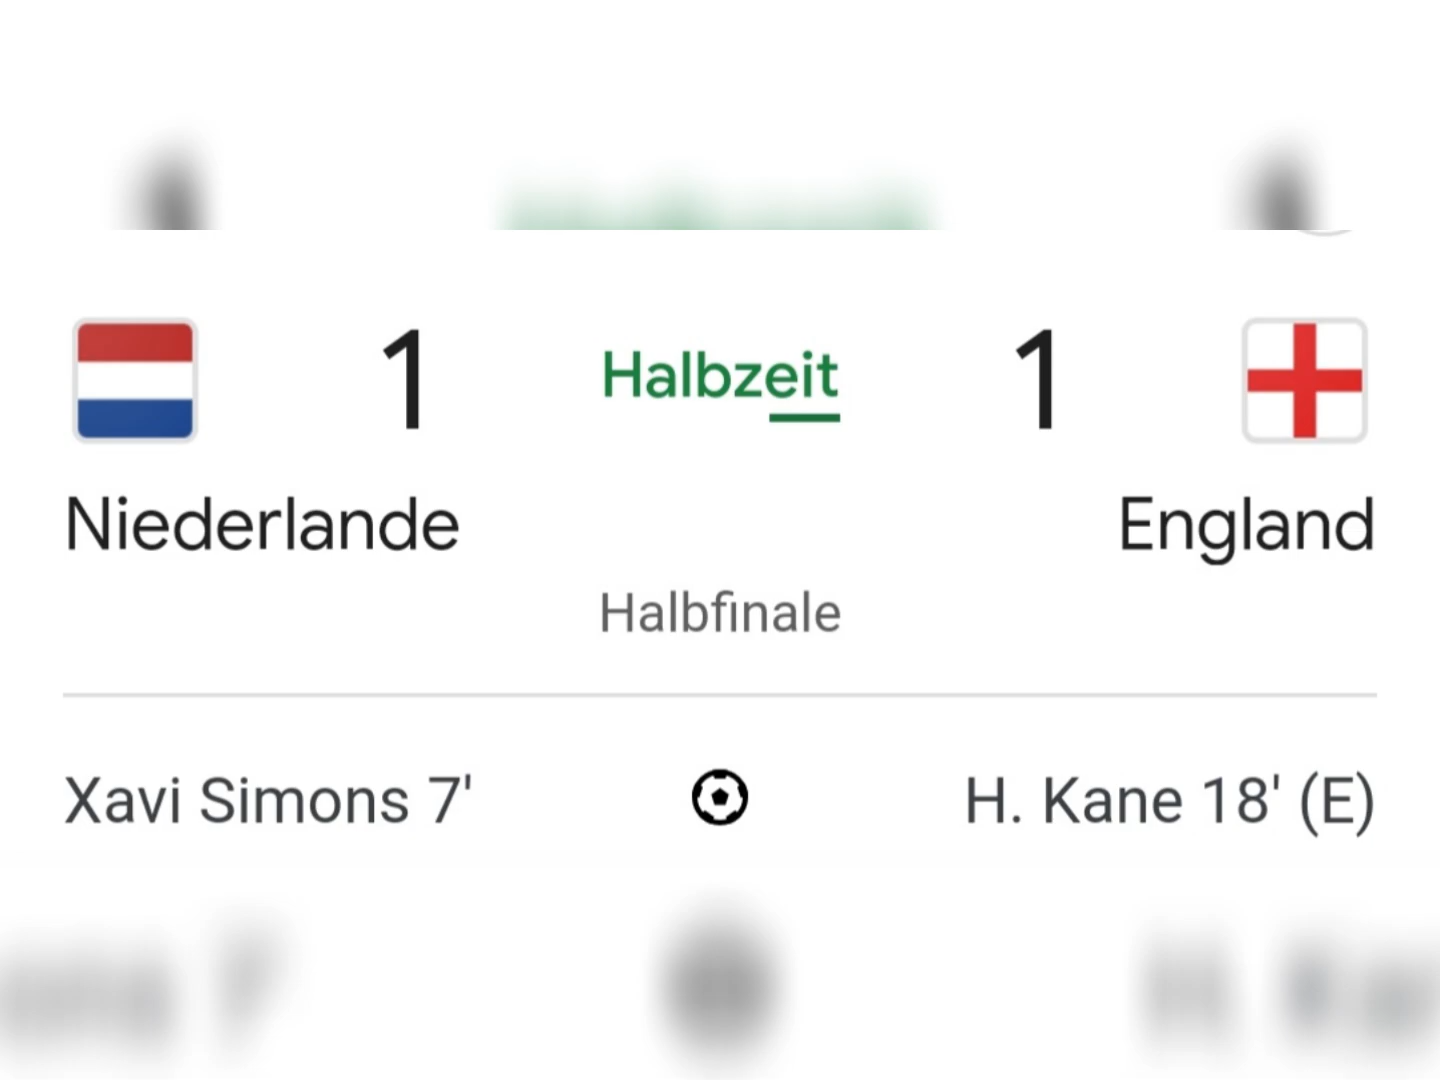 1 Halbzeit 1
Niederlande England
Halbfinale
Xavi Simons 7' H. Kane 18' (E)